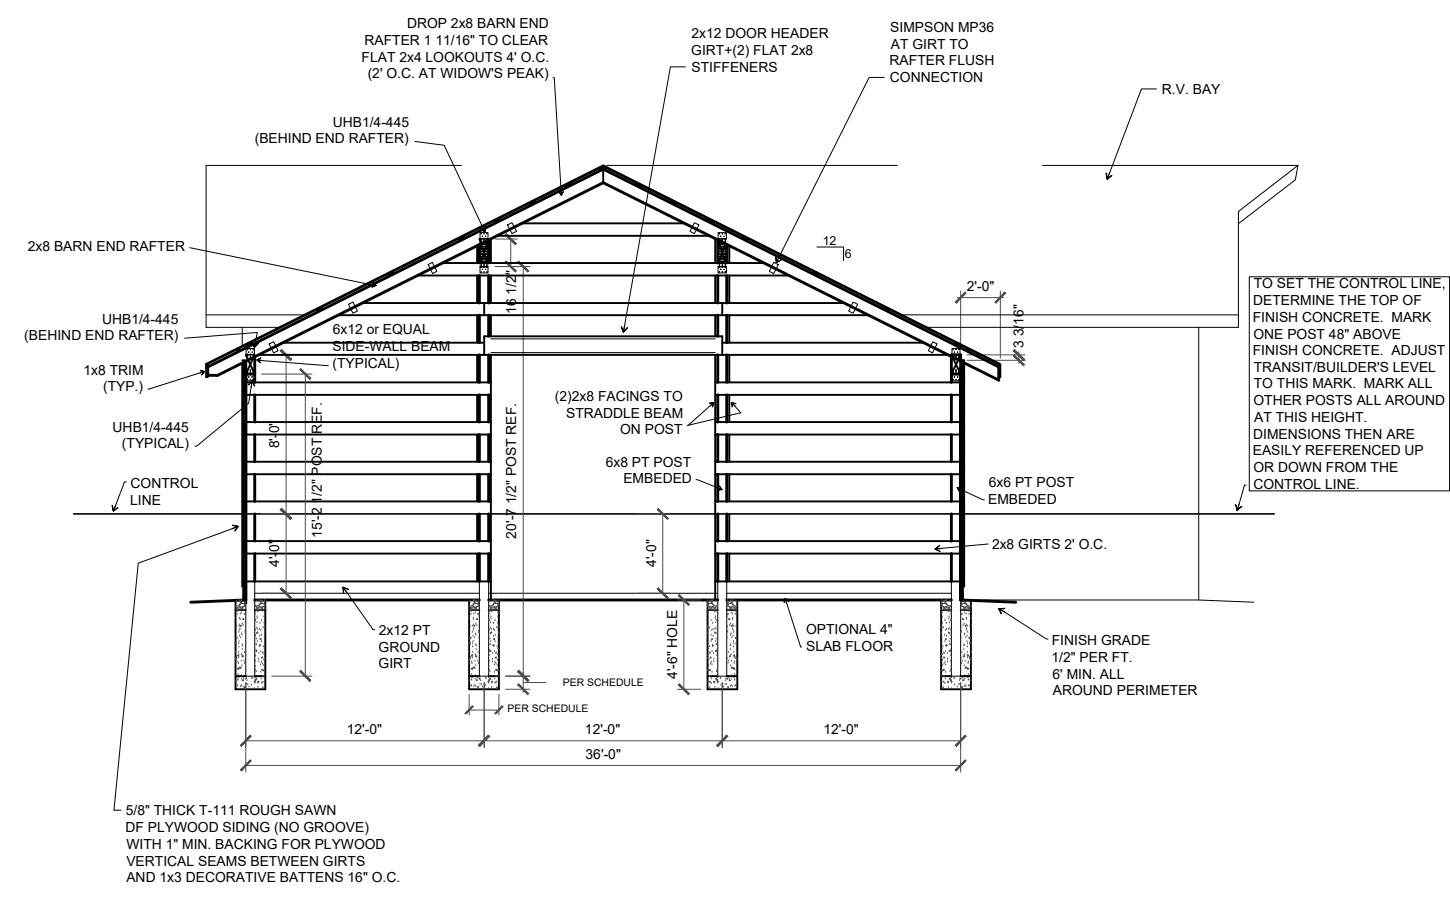 DROP 2x8 BARN END
RAFTER 1 11/16" TO CLEAR
FLAT 2x4 LOOKOUTS 4' O.C.
(2' O.C. AT WIDOW'S PEAK)
2x12 DOOR HEADER
GIRT+(2) FLAT 2x8
STIFFENERS
SIMPSON MP36
AT GIRT TO
RAFTER FLUSH
CONNECTION
R.V. BAY
UHB1/4-445
(BEHIND END RAFTER)
2x8 BARN END RAFTER
12
6
UHB1/4-445
(BEHIND END RAFTER)
6x12 or EQUAL
SIDE-WALL BEAM
(TYPICAL)
16 1/2"
2'-0"
3 3/16"
TO SET THE CONTROL LINE,
DETERMINE THE TOP OF
FINISH CONCRETE.  MARK
ONE POST 48" ABOVE
FINISH CONCRETE.  ADJUST
TRANSIT/BUILDER'S LEVEL
TO THIS MARK.  MARK ALL
OTHER POSTS ALL AROUND
AT THIS HEIGHT.
DIMENSIONS THEN ARE
EASILY REFERENCED UP
OR DOWN FROM THE
CONTROL LINE.
1x8 TRIM
(TYP.)
UHB1/4-445
(TYPICAL)
8'-0"
15'-2 1/2" POST REF.
20'-7 1/2" POST REF.
(2)2x8 FACINGS TO
STRADDLE BEAM
ON POST
6x8 PT POST
EMBEDED
6x6 PT POST
EMBEDED
CONTROL
LINE
4'-0"
4'-0"
2x8 GIRTS 2' O.C.
2x12 PT
GROUND
GIRT
4'-6" HOLE
OPTIONAL 4"
SLAB FLOOR
FINISH GRADE
1/2" PER FT.
6' MIN. ALL
AROUND PERIMETER
PER SCHEDULE
PER SCHEDULE
12'-0"
12'-0"
12'-0"
36'-0"
5/8" THICK T-111 ROUGH SAWN
DF PLYWOOD SIDING (NO GROOVE)
WITH 1" MIN. BACKING FOR PLYWOOD
VERTICAL SEAMS BETWEEN GIRTS
AND 1x3 DECORATIVE BATTENS 16" O.C.